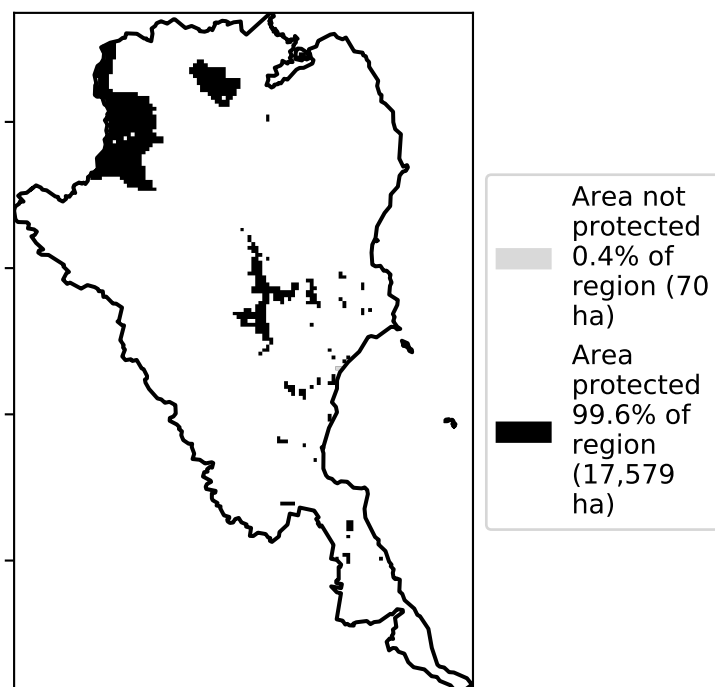 Area not
protected
0.4% of
region (70
ha)
Area
protected
99.6% of
region
(17,579
ha)